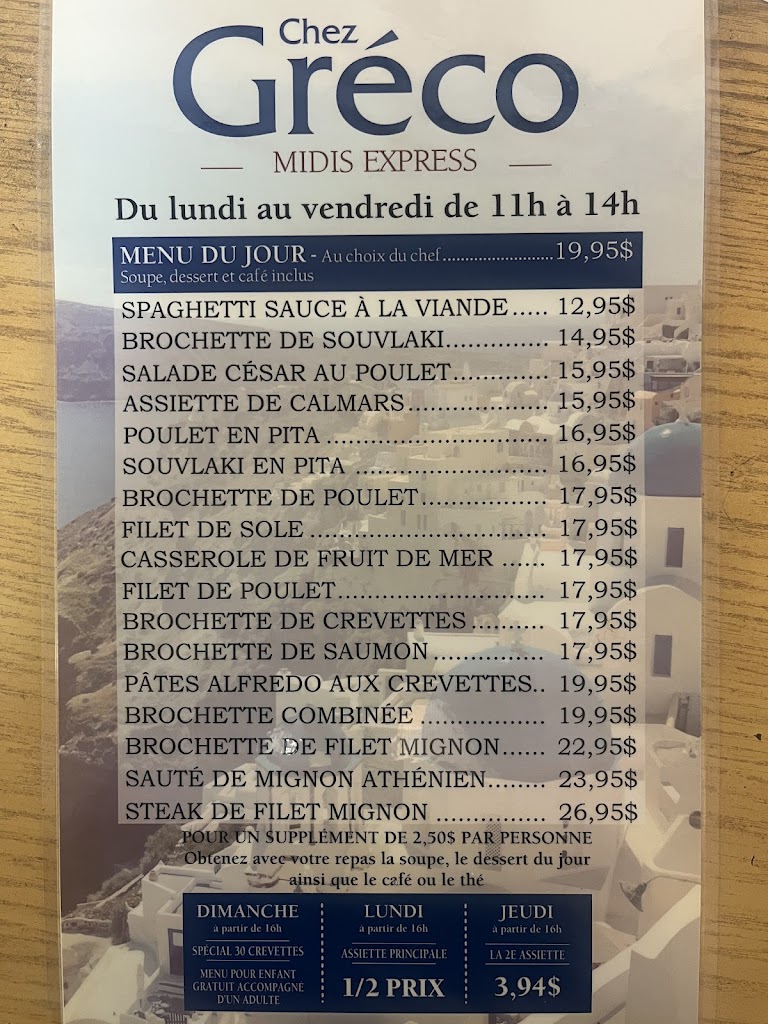 Chez
Gréco
MIDIS EXPRESS
Du lundi au vendredi de 11h à 14h
MENU DU JOUR - Au choix du chef..........................19,95$
Soupe, dessert et café inclus
SPAGHETTI SAUCE À LA VIANDE..... 12,95$
BROCHETTE DE SOUVLAKI............... 14,95$
SALADE CÉSAR AU POULET............. 15,95$
ASSIETTE DE CALMARS.................... 15,95$
POULET EN PITA ................................ 16,95$
SOUVLAKI EN PITA ............................ 16,95$
BROCHETTE DE POULET.................. 17,95$
FILET DE SOLE .................................. 17,95$
CASSEROLE DE FRUIT DE MER ...... 17,95$
FILET DE POULET.............................. 17,95$
BROCHETTE DE CREVETTES.......... 17,95$
BROCHETTE DE SAUMON................ 17,95$
PÂTES ALFREDO AUX CREVETTES.. 19,95$
BROCHETTE COMBINÉE .................. 19,95$
BROCHETTE DE FILET MIGNON...... 22,95$
SAUTÉ DE MIGNON ATHÉNIEN........ 23,95$
STEAK DE FILET MIGNON ................ 26,95$
POUR UN SUPPLÉMENT DE 2,50$ PAR PERSONNE
Obtenez avec votre repas la soupe, le dessert du jour
ainsi que le café ou le thé
DIMANCHE
à partir de 16h
SPÉCIAL 30 CREVETTES
MENU POUR ENFANT
GRATUIT ACCOMPAGNÉ
D'UN ADULTE
LUNDI
à partir de 16h
ASSIETTE PRINCIPALE
1/2 PRIX
JEUDI
à partir de 16h
LA 2E ASSIETTE
3,94$